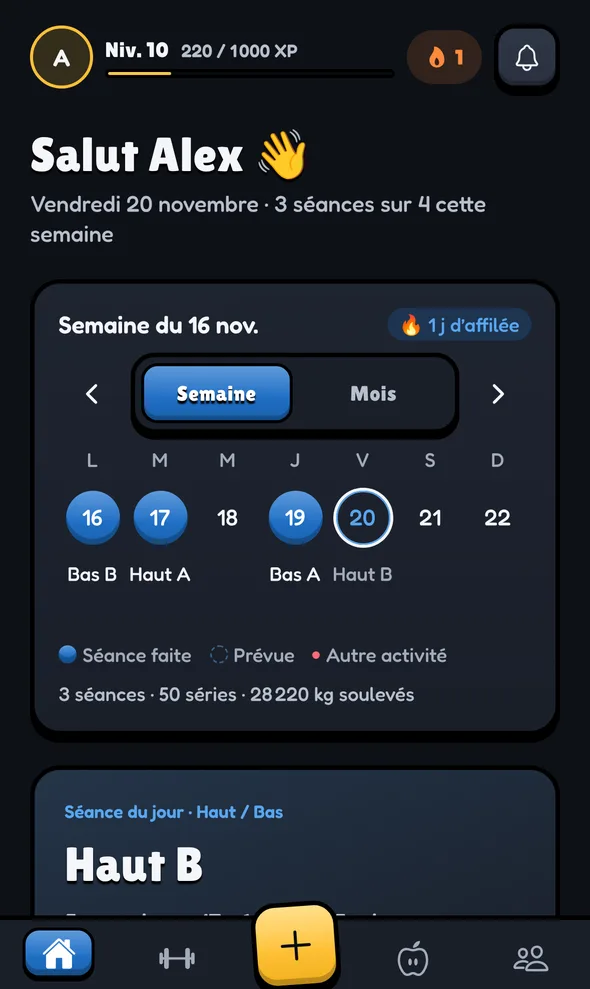 A
Niv. 10 220 / 1000 XP
1
Salut Alex 👋
Vendredi 20 novembre · 3 séances sur 4 cette
semaine
Semaine du 16 nov.
🔥 1 j d'affilée
Semaine Mois
L M M J V S D
16 17 18 19 20 21 22
Bas B Haut A Bas A Haut B
Séance faite Prévue Autre activité
3 séances · 50 séries · 28 220 kg soulevés
Séance du jour · Haut / Bas
Haut B